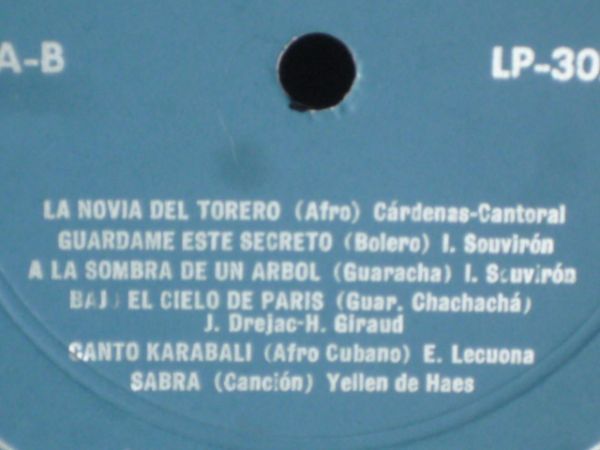 A-B
LP-30
LA NOVIA DEL TORERO (Afro) Cárdenas-Cantoral
GUARDAME ESTE SECRETO (Bolero) I. Souvirón
A LA SOMBRA DE UN ARBOL (Guaracha) I. Souvirón
BAJO EL CIELO DE PARIS (Guar. Chachachá)
J. Drejac-H. Giraud
CANTO KARABALI (Afro Cubano) E. Lecuona
SABRA (Canción) Yellen de Haes